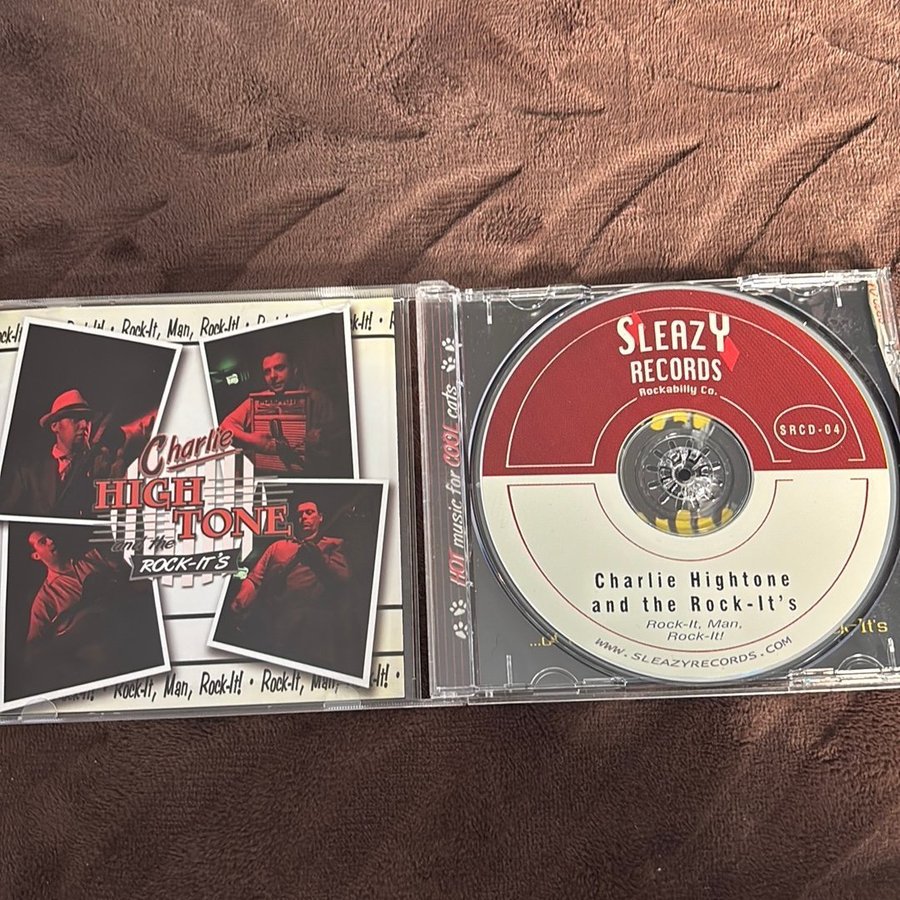 Rock-It! • Rock-It, Man, Rock-It!
Charlie
HIGH
TONE
and the
ROCK-IT'S
Rock-It! • Rock-It, Man, Rock-It! • Rock-It, Man, Rock-It!
HOT music for COOL cats
SLEAZY
RECORDS
Rockabilly Co.
SRCD-04
Charlie Hightone
and the Rock-It's
Rock-It, Man,
Rock-It!
WWW.SLEAZYRECORDS.COM